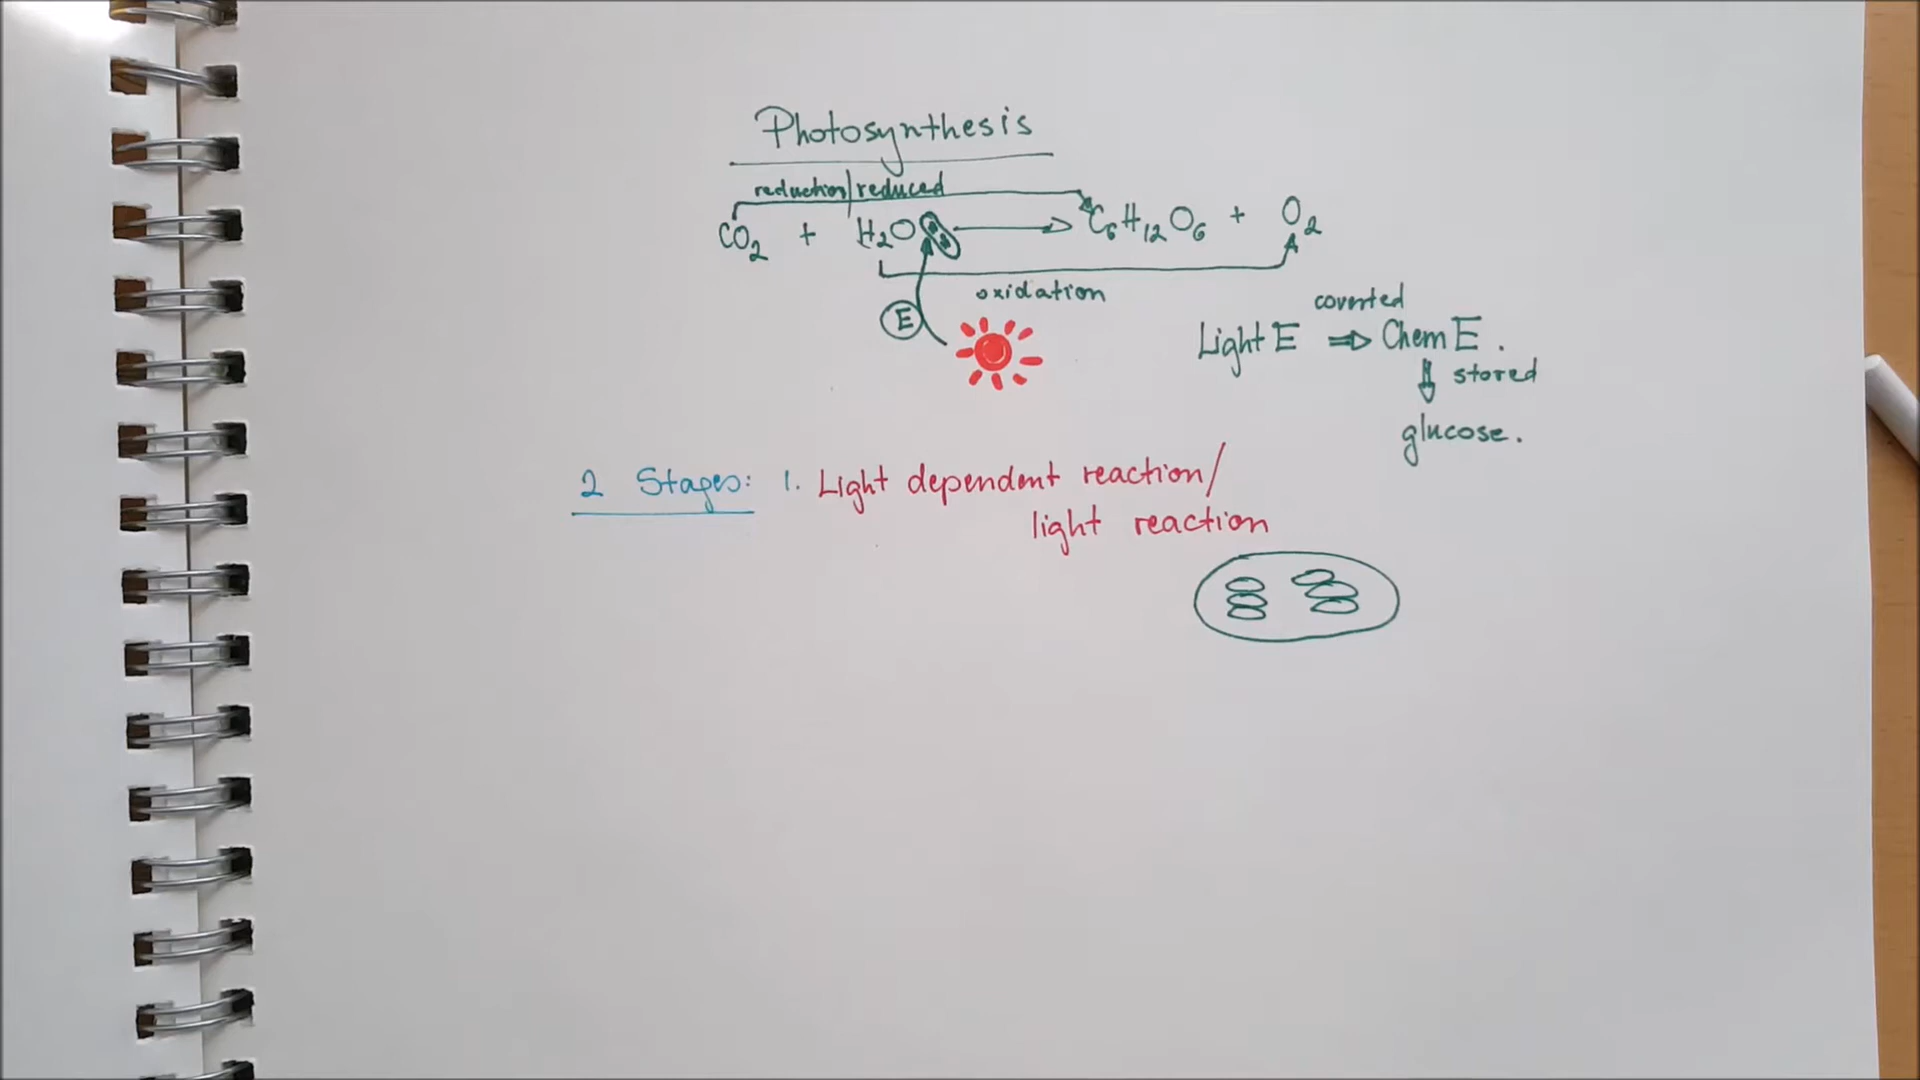 Photosynthesis
reduction/reduced
CO2 + H2O → C6H12O6 + O2
oxidation
E
coverted
Light E ⇒ Chem E.
⇓ stored
glucose.
2 Stages: 1. Light dependent reaction/
light reaction